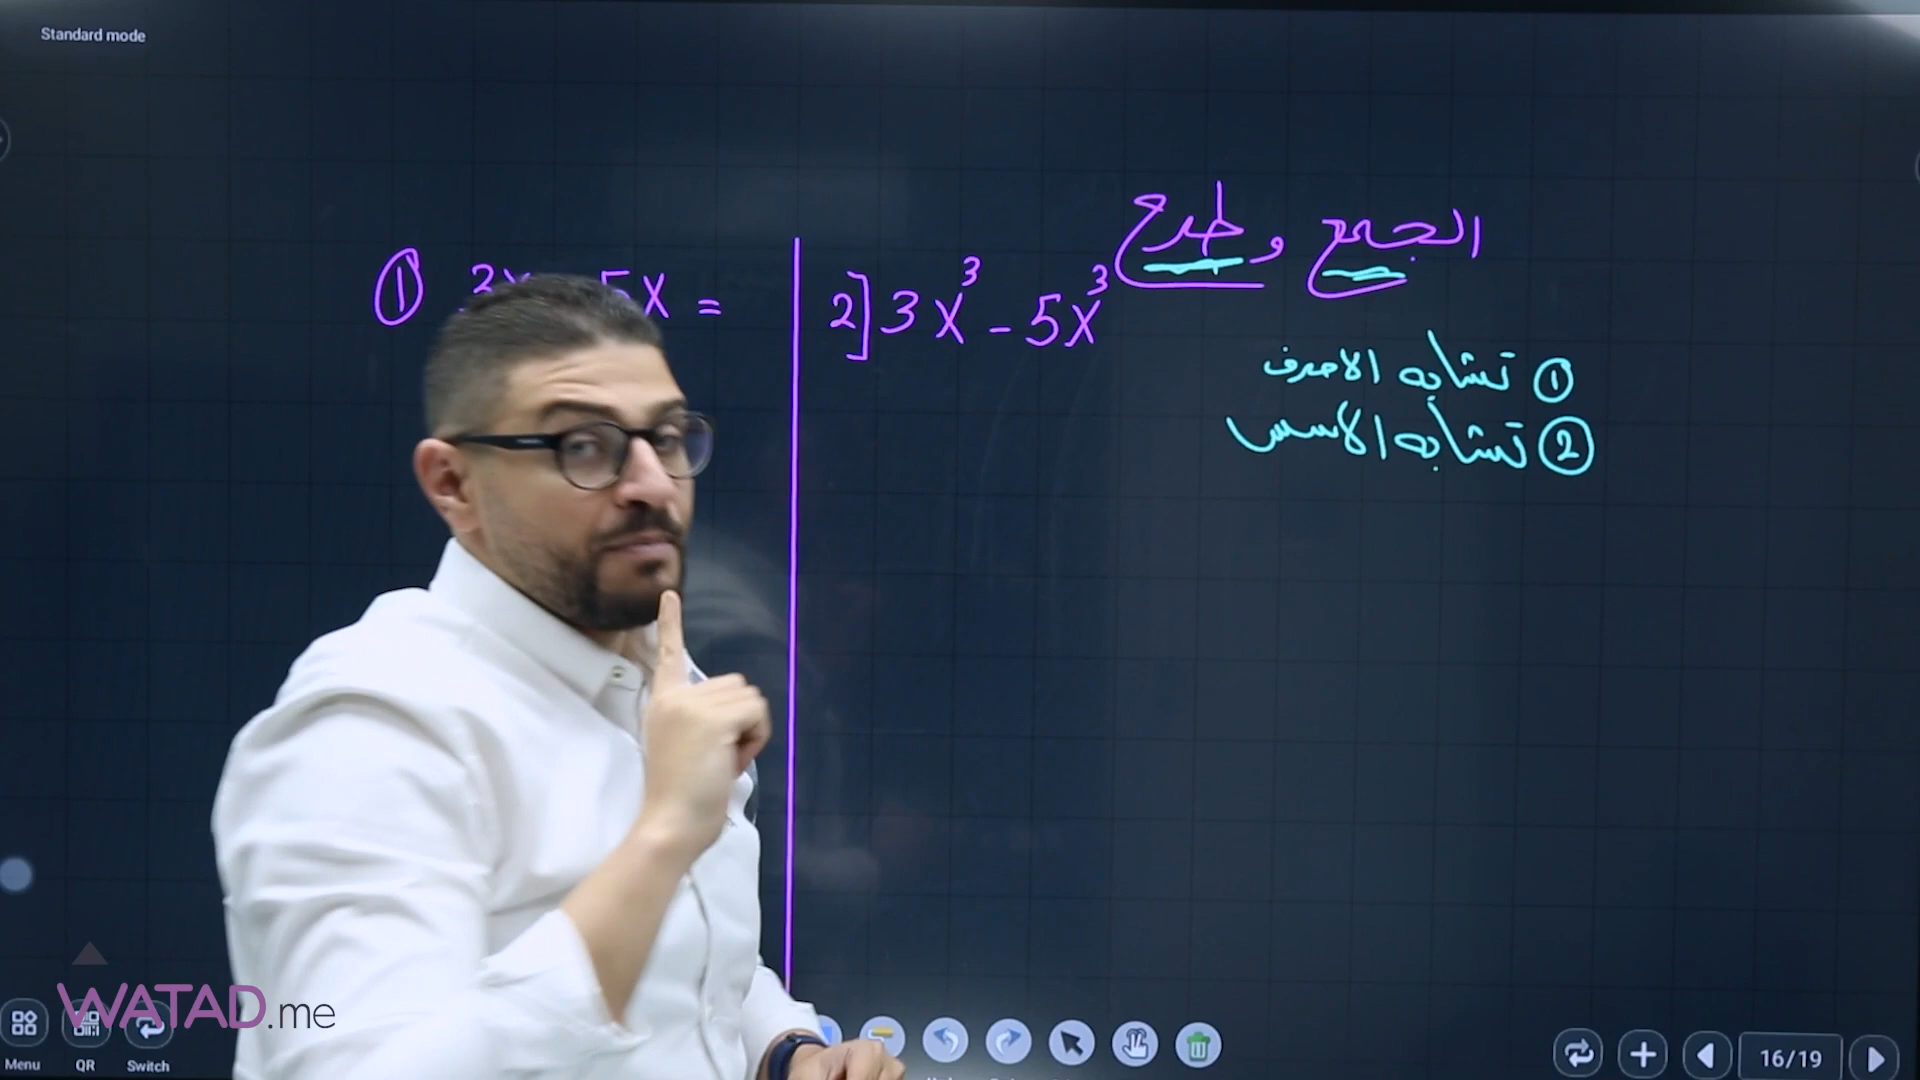 Standard mode
الجمع و طرح
① 3x 5x =
2] 3x³ - 5x³
① تشابه الاحرف
② تشابه الاسس
WATAD.me
Menu QR Switch
16/19